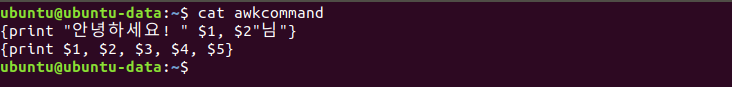 ubuntu@ubuntu-data:~$ cat awkcommand
{print "안녕하세요! " $1, $2"님"}
{print $1, $2, $3, $4, $5}
ubuntu@ubuntu-data:~$